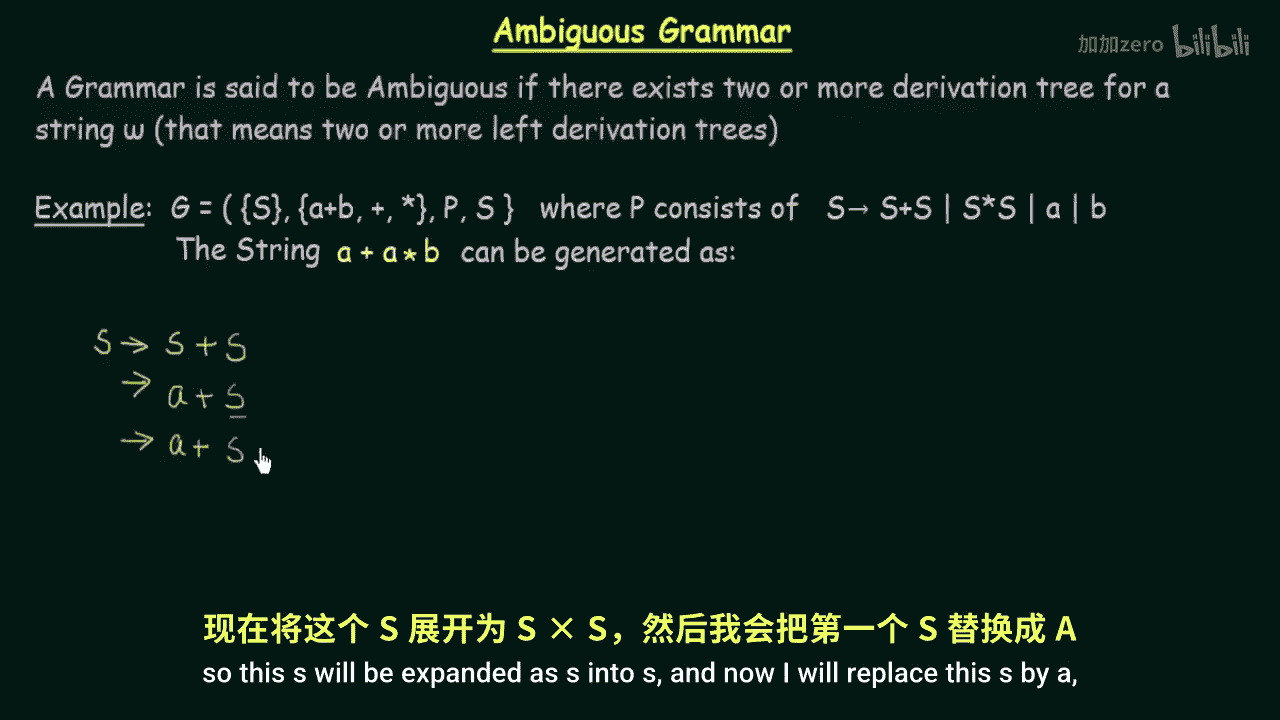 Ambiguous Grammar
加加zero bilibili
A Grammar is said to be Ambiguous if there exists two or more derivation tree for a
string ω (that means two or more left derivation trees)
Example: G = ( {S}, {a+b, +, *}, P, S } where P consists of S→ S+S | S*S | a | b
The String a + a * b can be generated as:
S → S + S
→ a + S
→ a + S
现在将这个 S 展开为 S × S，然后我会把第一个 S 替换成 A
so this s will be expanded as s into s, and now I will replace this s by a,